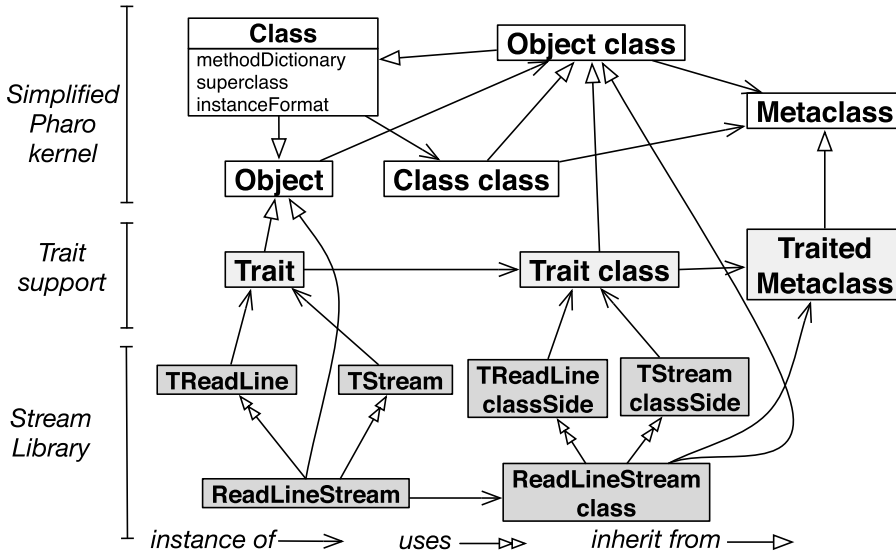 Simplified
Pharo
kernel
Class
methodDictionary
superclass
instanceFormat
Object class
Metaclass
Object
Class class
Trait
support
Trait
Trait class
Traited
Metaclass
Stream
Library
TReadLine
TStream
TReadLine
classSide
TStream
classSide
ReadLineStream
ReadLineStream
class
instance of
uses
inherit from